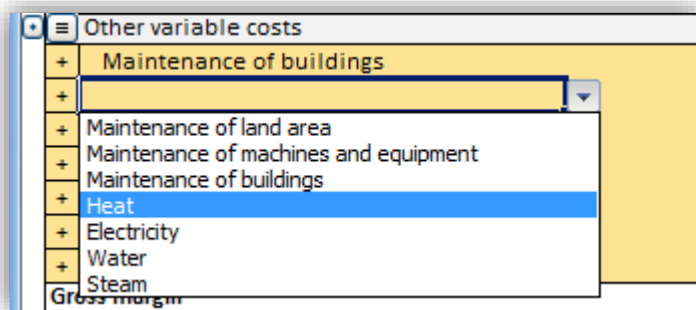 ≡ Other variable costs
+ Maintenance of buildings
+
+ Maintenance of land area
+ Maintenance of machines and equipment
Maintenance of buildings
+ Heat
+ Electricity
+ Water
Steam
Gross margin